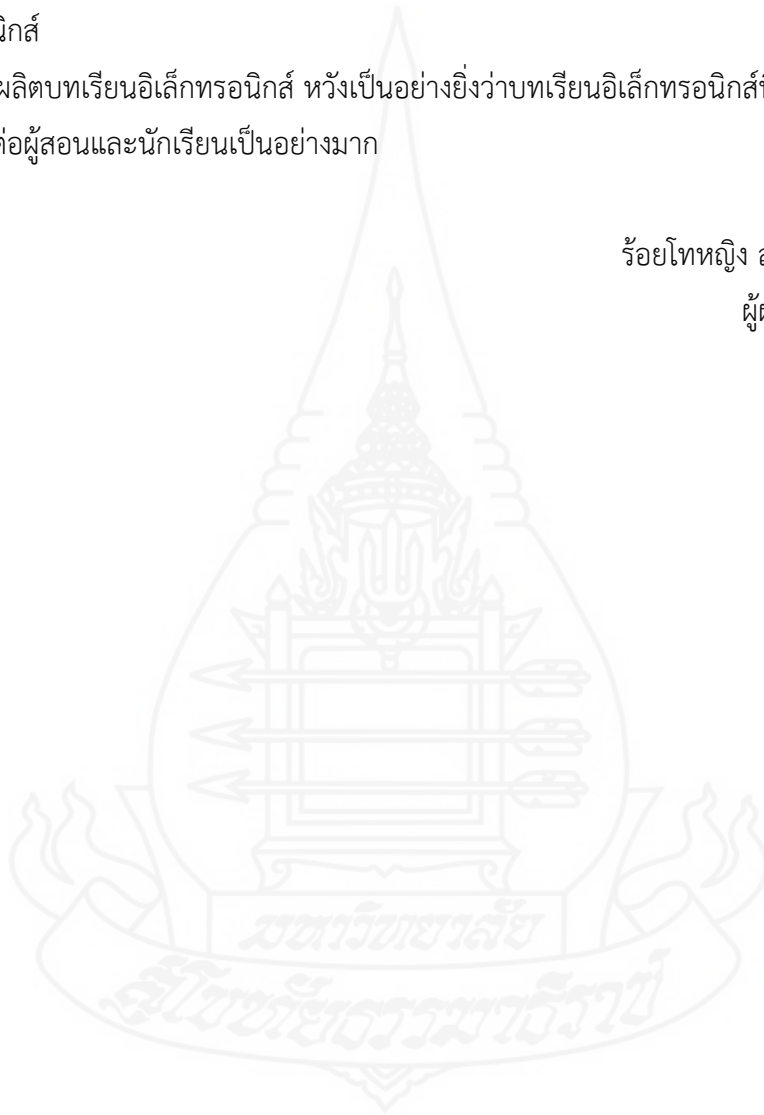 นิกส์
ผลิตบทเรียนอิเล็กทรอนิกส์ หวังเป็นอย่างยิ่งว่าบทเรียนอิเล็กทรอนิกส์
ต่อผู้สอนและนักเรียนเป็นอย่างมาก
ร้อยโทหญิง
มหาวิทยาลัย
สุโขทัยธรรมาธิราช